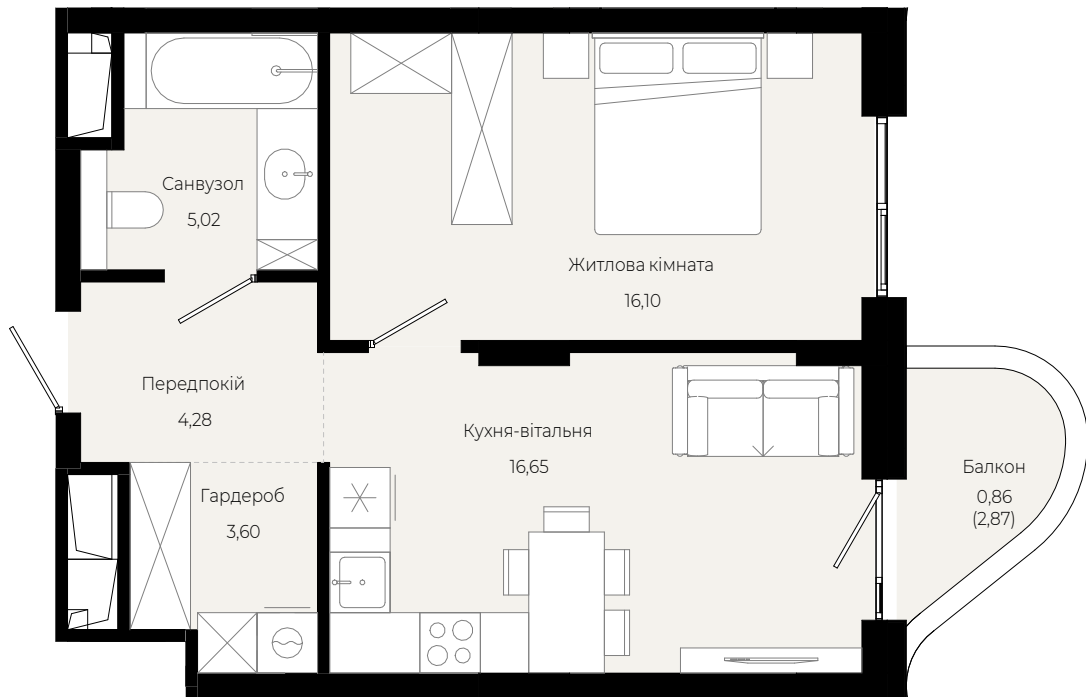 Санвузол
5,02
Житлова кімната
16,10
Передпокій
4,28
Кухня-вітальня
16,65
Гардероб
3,60
Балкон
0,86
(2,87)